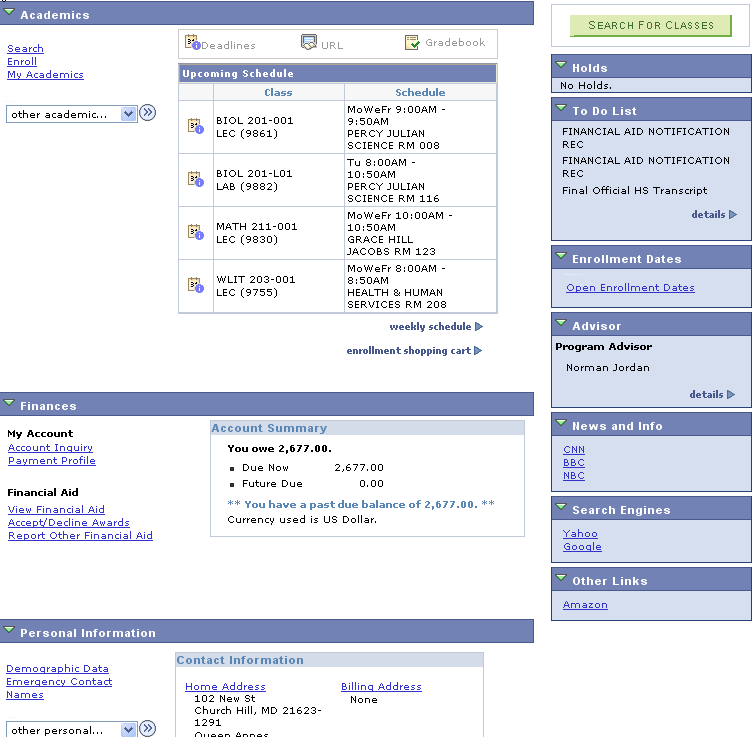 Academics
Search
Enroll
My Academics
other academic...
Deadlines
URL
Gradebook
Upcoming Schedule
Class
Schedule
BIOL 201-001
LEC (9861)
MoWeFr 9:00AM -
9:50AM
PERCY JULIAN
SCIENCE RM 008
BIOL 201-L01
LAB (9882)
Tu 8:00AM -
10:50AM
PERCY JULIAN
SCIENCE RM 116
MATH 211-001
LEC (9830)
MoWeFr 10:00AM -
10:50AM
GRACE HILL
JACOBS RM 123
WLIT 203-001
LEC (9755)
MoWeFr 8:00AM -
8:50AM
HEALTH & HUMAN
SERVICES RM 208
weekly schedule
enrollment shopping cart
Finances
My Account
Account Inquiry
Payment Profile
Financial Aid
View Financial Aid
Accept/Decline Awards
Report Other Financial Aid
Account Summary
You owe 2,677.00.
Due Now 2,677.00
Future Due 0.00
** You have a past due balance of 2,677.00. **
Currency used is US Dollar.
Personal Information
Demographic Data
Emergency Contact
Names
other personal...
Contact Information
Home Address
102 New St
Church Hill, MD 21623-
1291
Queen Annes
Billing Address
None
SEARCH FOR CLASSES
Holds
No Holds.
To Do List
FINANCIAL AID NOTIFICATION
REC
FINANCIAL AID NOTIFICATION
REC
Final Official HS Transcript
details
Enrollment Dates
Open Enrollment Dates
Advisor
Program Advisor
Norman Jordan
details
News and Info
CNN
BBC
NBC
Search Engines
Yahoo
Google
Other Links
Amazon